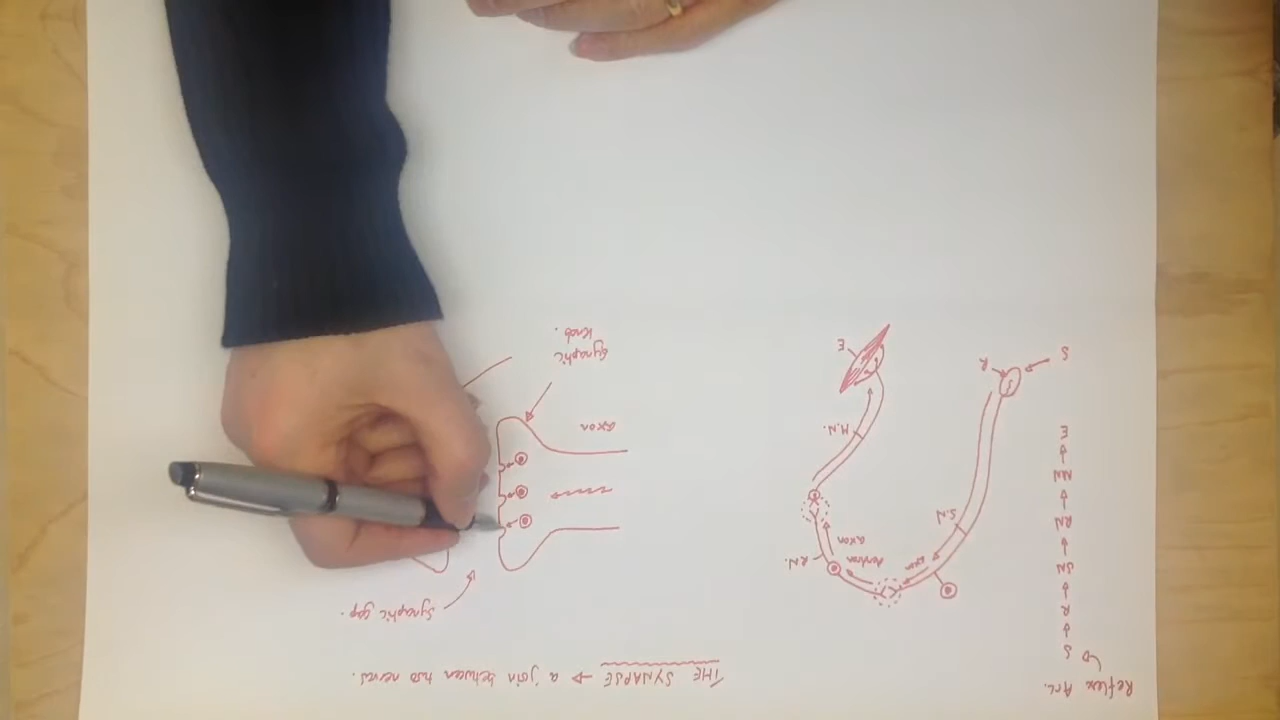 Reflex Arc.
S
R
SN
RN
MN
E
S
R
S.N
axon
dendron
axon
R.N.
M.N.
E
THE SYNAPSE → a join between two nerves.
Synaptic gap.
axon
Synaptic
knob.